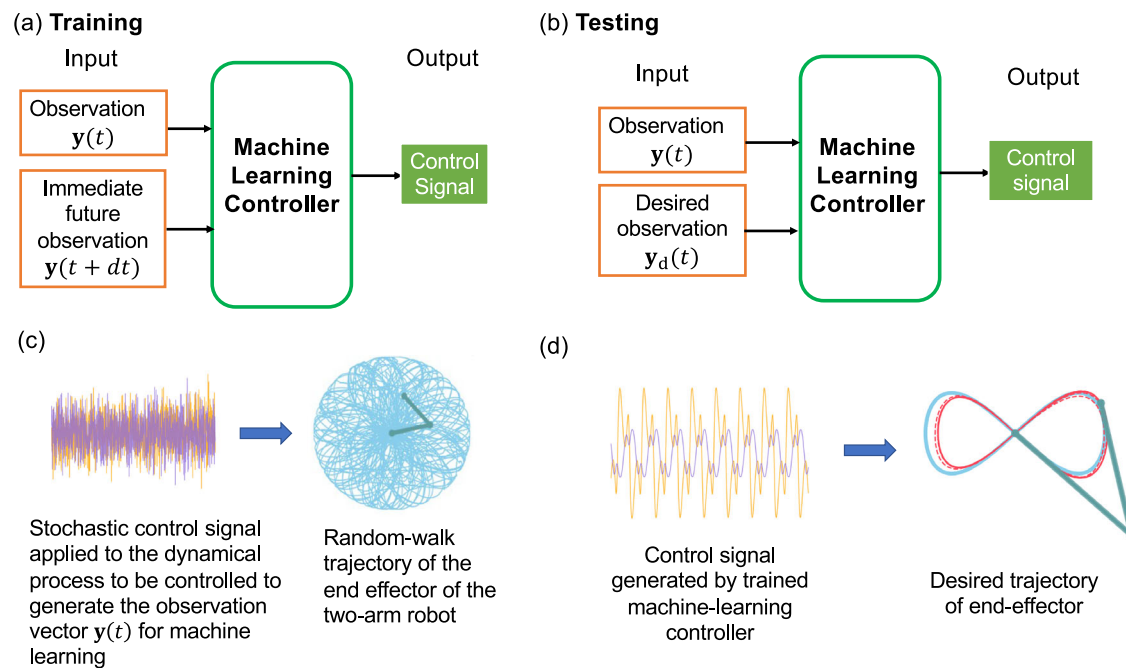 (a) Training
Input
Output
Observation
y(t)
Immediate
future
observation
y(t + dt)
Machine
Learning
Controller
Control
Signal
(b) Testing
Input
Output
Observation
y(t)
Desired
observation
y_d(t)
Machine
Learning
Controller
Control
signal
(c)
Stochastic control signal
applied to the dynamical
process to be controlled to
generate the observation
vector y(t) for machine
learning
Random-walk
trajectory of the
end effector of the
two-arm robot
(d)
Control signal
generated by trained
machine-learning
controller
Desired trajectory
of end-effector